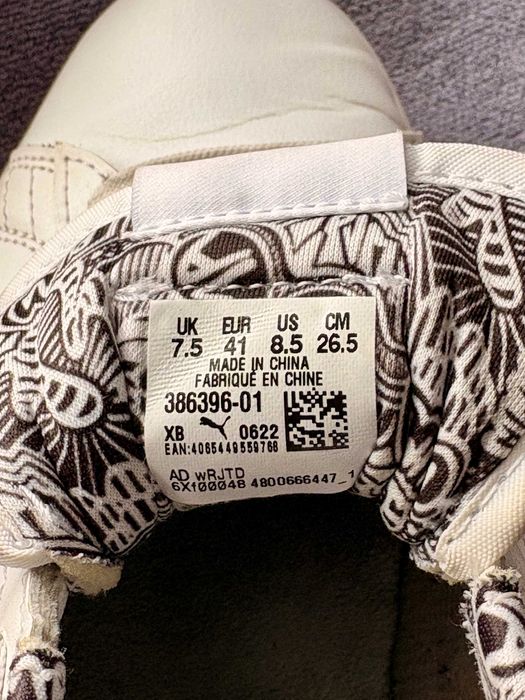 UK EUR US CM
7.5 41 8.5 26.5
MADE IN CHINA
FABRIQUÉ EN CHINE
386396-01
XB 0622
EAN:4065449559768
AD wRJTD
6Xf00048 4800666447_1